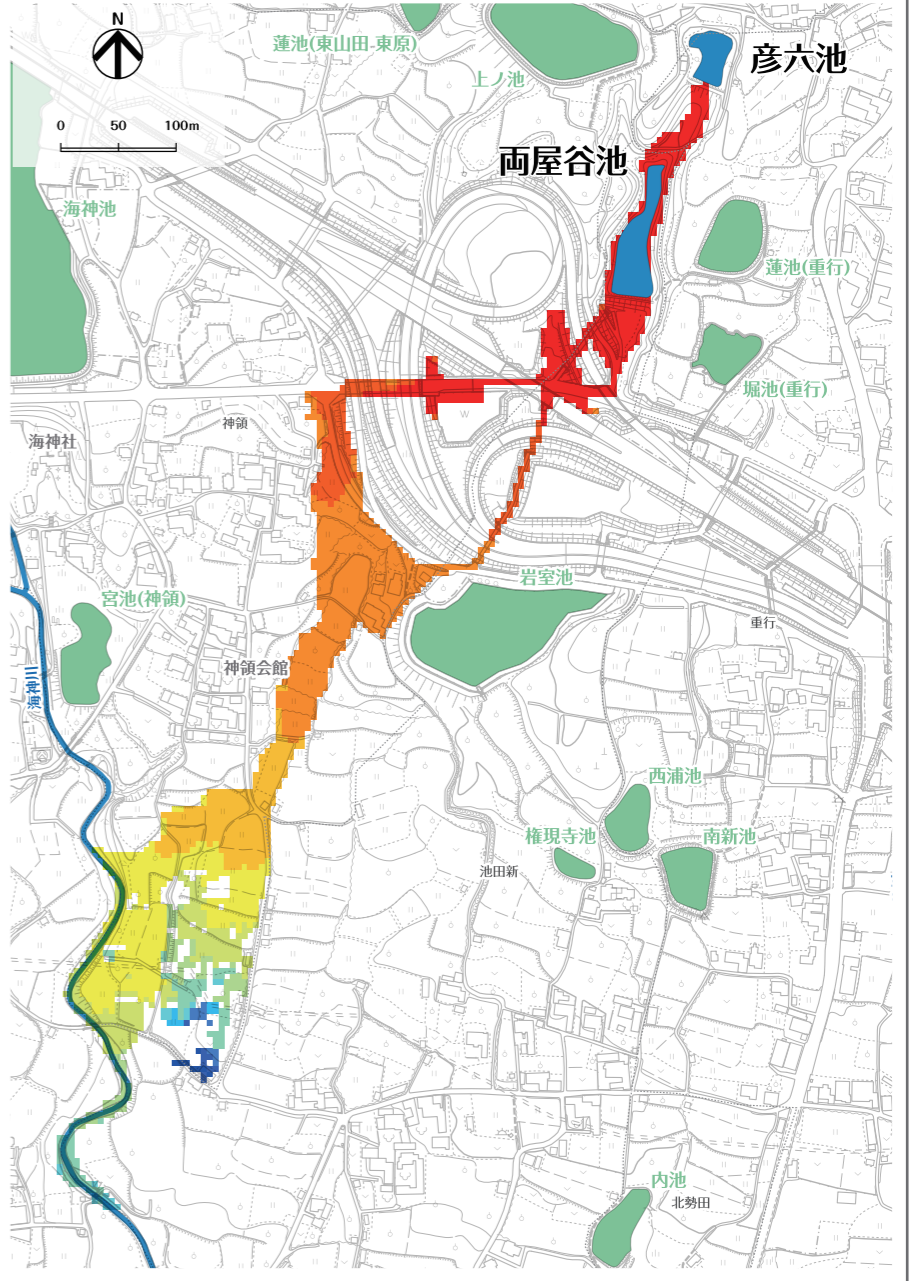 N
0 50 100m
蓮池(東山田・東原)
上ノ池
彦六池
両屋谷池
海神池
蓮池(重行)
堀池(重行)
神領
海神社
岩室池
宮池(神領)
重行
神領会館
海神川
西浦池
権現寺池
南新池
池田新
内池
北勢田